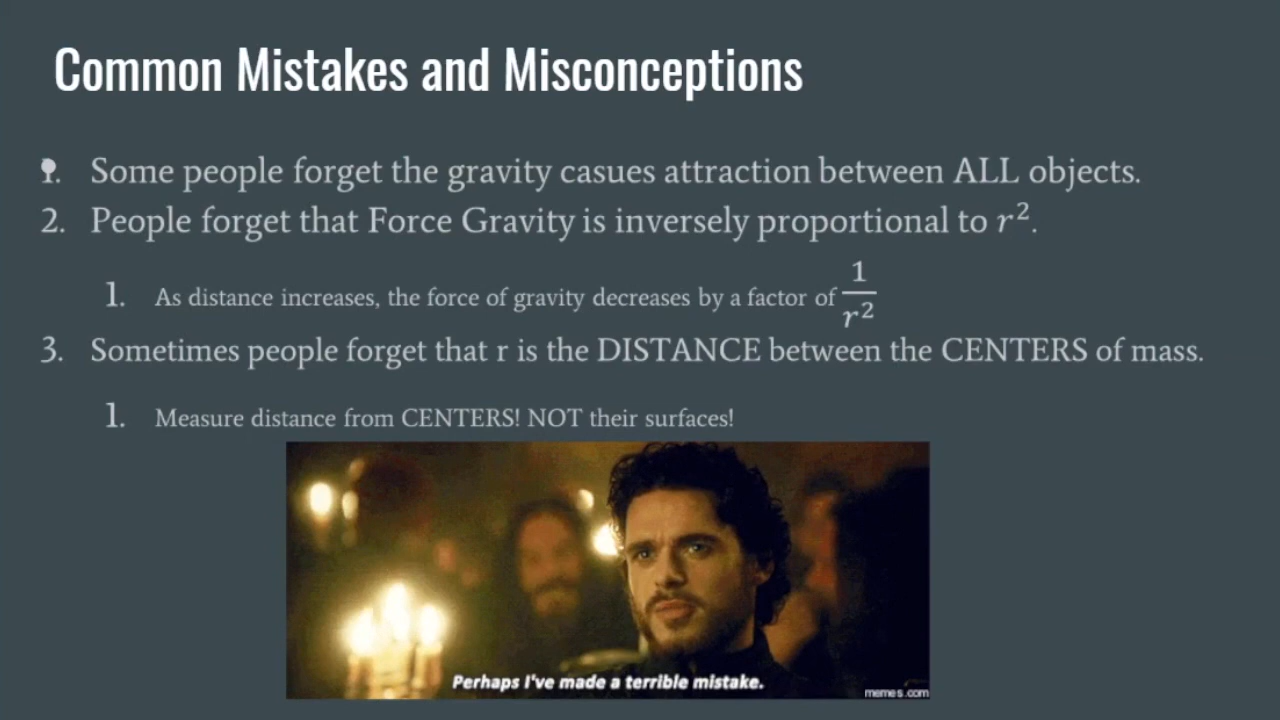 Common Mistakes and Misconceptions
1. Some people forget the gravity casues attraction between ALL objects.
2. People forget that Force Gravity is inversely proportional to r².
1. As distance increases, the force of gravity decreases by a factor of 1/r²
3. Sometimes people forget that r is the DISTANCE between the CENTERS of mass.
1. Measure distance from CENTERS! NOT their surfaces!
Perhaps I've made a terrible mistake.
memes.com